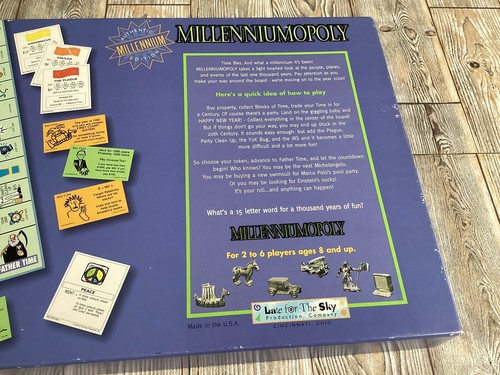 AUTHENTIC
MILLENNIUM
EDITION
MILLENNIUMOPOLY
Time flies. And what a millennium it's been!
MILLENNIUMOPOLY takes a light hearted look at the people, places,
and events of the last one thousand years. Pay attention as you
make your way around the board - we're moving on to the year 2000!
Here's a quick idea of how to play
Buy property, collect Blocks of Time, trade your Time in for
a Century. Of course there's a party. Land on the giggling baby and
HAPPY NEW YEAR! - Collect everything in the center of the board!
But if things don't go your way, you may end up stuck in the
20th Century. It sounds easy enough- but add the Plague,
Party Clean Up, the Y2K Bug, and the IRS and it becomes a little
more difficult and a lot more fun!
So choose your token, advance to Father Time, and let the countdown
begin! Who knows? You may be the next Michelangelo.
You may be buying a new swimsuit for Marco Polo's pool party.
Or you may be looking for Einstein's socks!
It's your roll...and anything can happen!
What's a 15 letter word for a thousand years of fun?
MILLENNIUMOPOLY
For 2 to 6 players ages 8 and up.
Late For The Sky
Production Company
CINCINNATI, OHIO
Made in the U.S.A.
FATHER TIME
PEACE
RENT